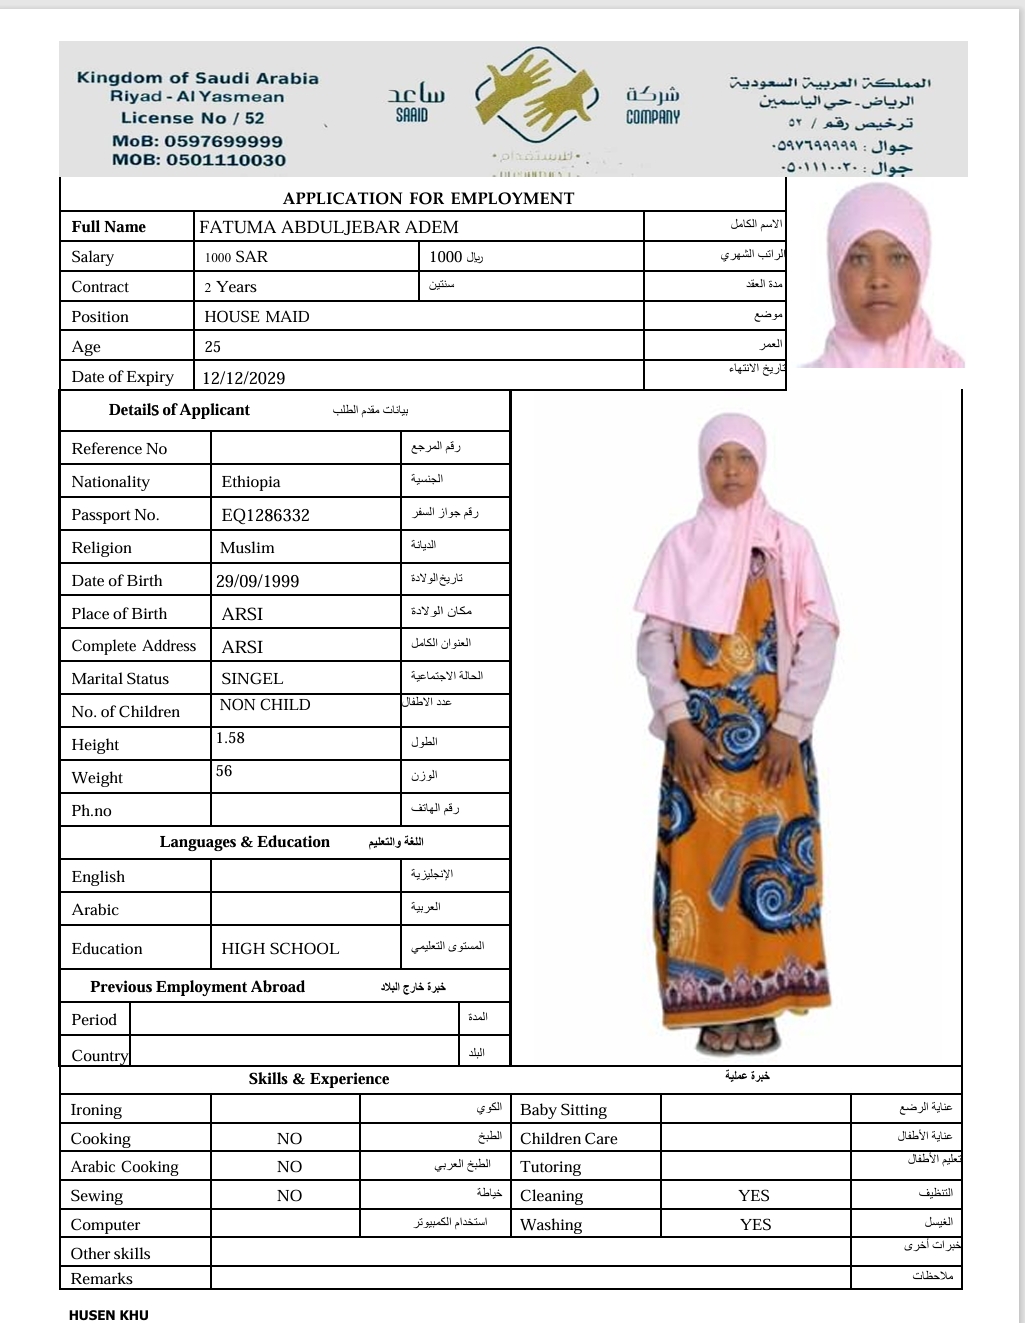 Kingdom of Saudi Arabia
Riyad - Al Yasmean
License No / 52
MoB: 0597699999
MOB: 0501110030
ساعد
SAAID
شركة
COMPANY
للاستقدام
المملكة العربية السعودية
الرياض - حي الياسمين
ترخيص رقم / ٥٢
جوال : ٠٥٩٧٦٩٩٩٩٩
جوال : ٠٥٠١١١٠٠٣٠
APPLICATION FOR EMPLOYMENT
Full Name FATUMA ABDULJEBAR ADEM الاسم الكامل
Salary 1000 SAR 1000 ريال الراتب الشهري
Contract 2 Years سنتين مدة العقد
Position HOUSE MAID موضع
Age 25 العمر
Date of Expiry 12/12/2029 تاريخ الانتهاء
Details of Applicant بيانات مقدم الطلب
Reference No رقم المرجع
Nationality Ethiopia الجنسية
Passport No. EQ1286332 رقم جواز السفر
Religion Muslim الديانة
Date of Birth 29/09/1999 تاريخ الولادة
Place of Birth ARSI مكان الولادة
Complete Address ARSI العنوان الكامل
Marital Status SINGEL الحالة الاجتماعية
No. of Children NON CHILD عدد الاطفال
Height 1.58 الطول
Weight 56 الوزن
Ph.no رقم الهاتف
Languages & Education اللغة والتعليم
English الإنجليزية
Arabic العربية
Education HIGH SCHOOL المستوى التعليمي
Previous Employment Abroad خبرة خارج البلاد
Period المدة
Country البلد
Skills & Experience خبرة عملية
Ironing الكوي Baby Sitting عناية الرضع
Cooking NO الطبخ Children Care عناية الأطفال
Arabic Cooking NO الطبخ العربي Tutoring تعليم الأطفال
Sewing NO خياطة Cleaning YES التنظيف
Computer استخدام الكمبيوتر Washing YES الغيسل
Other skills خبرات أخرى
Remarks ملاحظات
HUSEN KHU